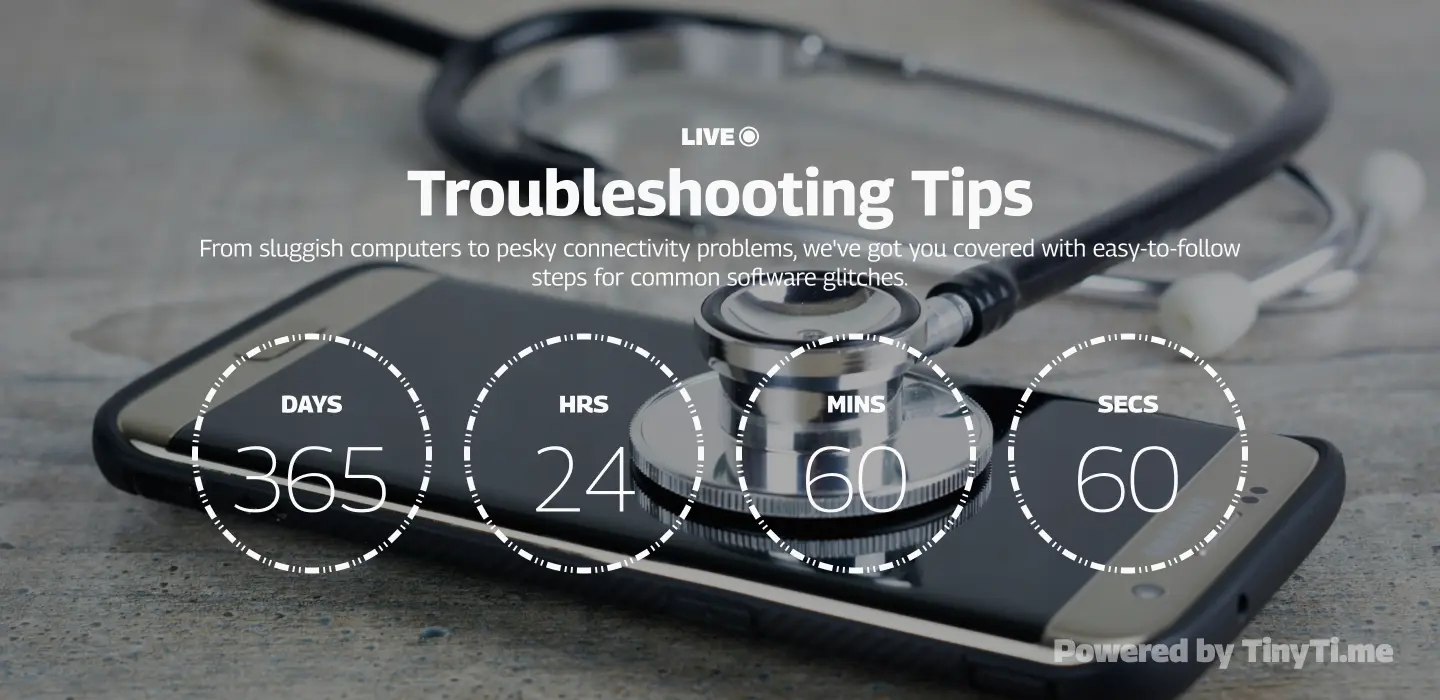 LIVE
Troubleshooting Tips
From sluggish computers to pesky connectivity problems, we've got you covered with easy-to-follow
steps for common software glitches.
DAYS HRS MINS SECS
365 24 60 60
Powered by TinyTi.me